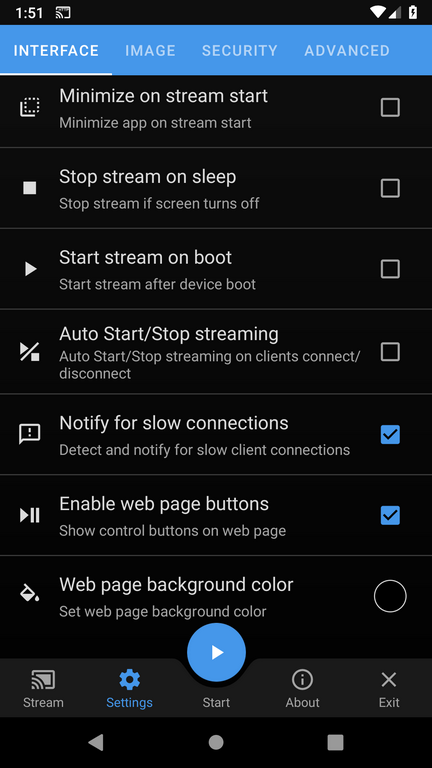 1:51
INTERFACE IMAGE SECURITY ADVANCED
Minimize on stream start
Minimize app on stream start
Stop stream on sleep
Stop stream if screen turns off
Start stream on boot
Start stream after device boot
Auto Start/Stop streaming
Auto Start/Stop streaming on clients connect/
disconnect
Notify for slow connections
Detect and notify for slow client connections
Enable web page buttons
Show control buttons on web page
Web page background color
Set web page background color
Stream Settings Start About Exit